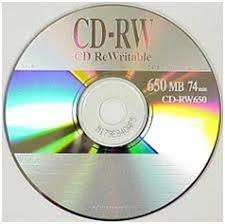 CD-RW
CD ReWritable
650 MB 74min
CD-RW650